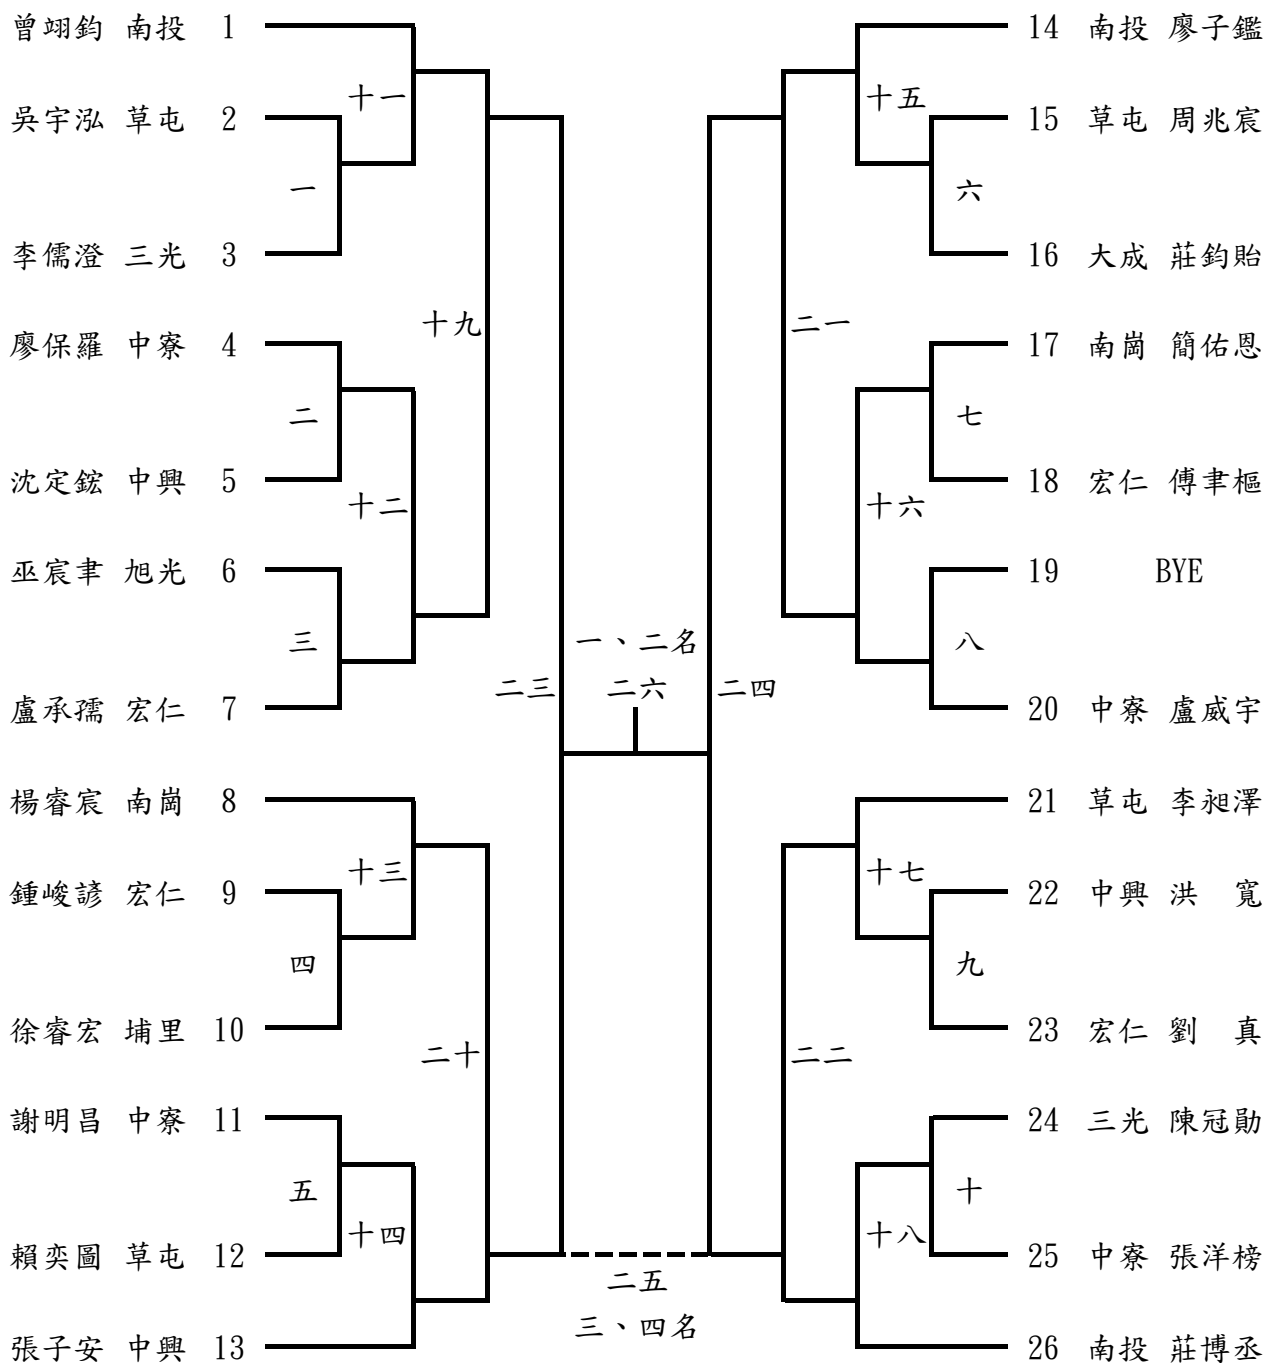 曾翊鈞 南投 1
吳宇泓 草屯 2
李儒澄 三光 3
廖保羅 中寮 4
沈定鋐 中興 5
巫宸聿 旭光 6
盧承孺 宏仁 7
楊睿宸 南崗 8
鍾峻諺 宏仁 9
徐睿宏 埔里 10
謝明昌 中寮 11
賴奕圖 草屯 12
張子安 中興 13
一
二
三
四
五
十一
十二
十三
十四
十九
二十
二三
一、二名
二六
二五
三、四名
二四
二一
二二
十五
十六
十七
十八
六
七
八
九
十
14 南投 廖子鑑
15 草屯 周兆宸
16 大成 莊鈞貽
17 南崗 簡佑恩
18 宏仁 傅聿樞
19 BYE
20 中寮 盧威宇
21 草屯 李昶澤
22 中興 洪 寬
23 宏仁 劉 真
24 三光 陳冠勛
25 中寮 張洋榜
26 南投 莊博丞